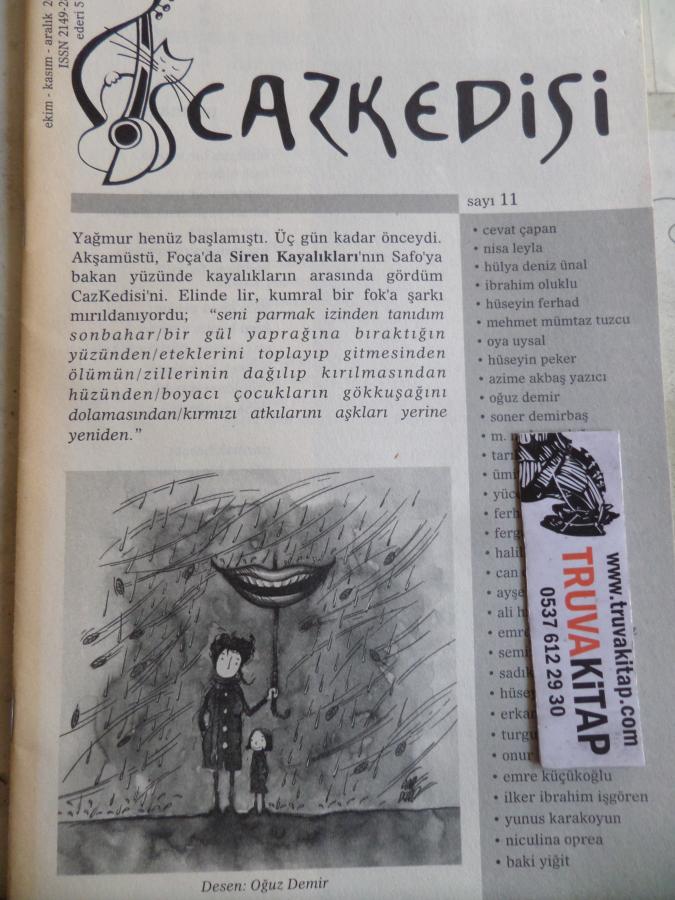 ekim - kasım - aralık
ISSN 2149-2
ederi 5
CAZKEDİSİ
sayı 11
Yağmur henüz başlamıştı. Üç gün kadar önceydi.
Akşamüstü, Foça'da Siren Kayalıkları'nın Safo'ya
bakan yüzünde kayalıkların arasında gördüm
CazKedisi'ni. Elinde lir, kumral bir fok'a şarkı
mırıldanıyordu; "seni parmak izinden tanıdım
sonbahar/bir gül yaprağına bıraktığın
yüzünden/eteklerini toplayıp gitmesinden
ölümün/zillerinin dağılıp kırılmasından
hüzünden/boyacı çocukların gökkuşağını
dolamasından/kırmızı atkılarını aşkları yerine
yeniden."
Desen: Oğuz Demir
• cevat çapan
• nisa leyla
• hülya deniz ünal
• ibrahim oluklu
• hüseyin ferhad
• mehmet mümtaz tuzcu
• oya uysal
• hüseyin peker
• azime akbaş yazıcı
• oğuz demir
• soner demirbaş
• m.
• emre küçükoğlu
• ilker ibrahim işgören
• yunus karakoyun
• niculina oprea
• baki yiğit
www.truvakitap.com
TRUVAKİTAP
0537 612 29 30